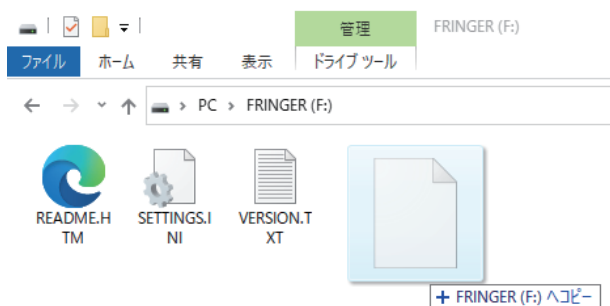 管理
FRINGER (F:)
ファイル
ホーム
共有
表示
ドライブ ツール
PC
FRINGER (F:)
README.H
TM
SETTINGS.I
NI
VERSION.T
XT
+ FRINGER (F:) へコピー